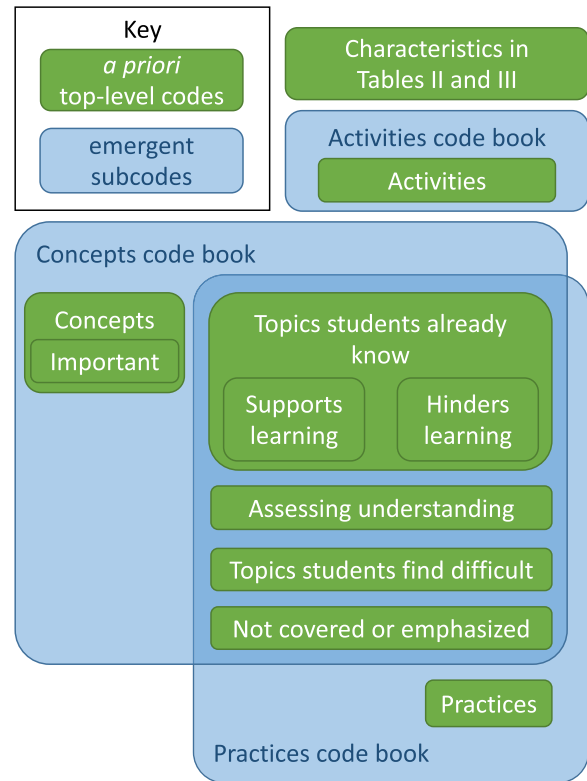 Key
a priori
top-level codes
emergent
subcodes
Characteristics in
Tables II and III
Activities code book
Activities
Concepts code book
Concepts
Important
Topics students already
know
Supports
learning
Hinders
learning
Assessing understanding
Topics students find difficult
Not covered or emphasized
Practices
Practices code book